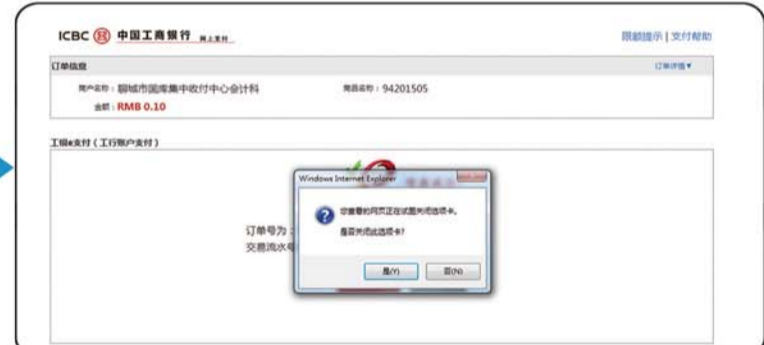 ICBC 中国工商银行 网上支付
限额提示 | 支付帮助
订单信息
订单详情▼
商户名称：聊城市国库集中收付中心会计科
商品名称：94201505
金额：RMB 0.10
工银e支付（工行账户支付）
Windows Internet Explorer
您查看的网页正在试图关闭选项卡。
是否关闭此选项卡?
订单号为：
交易流水号
是(Y)
否(N)